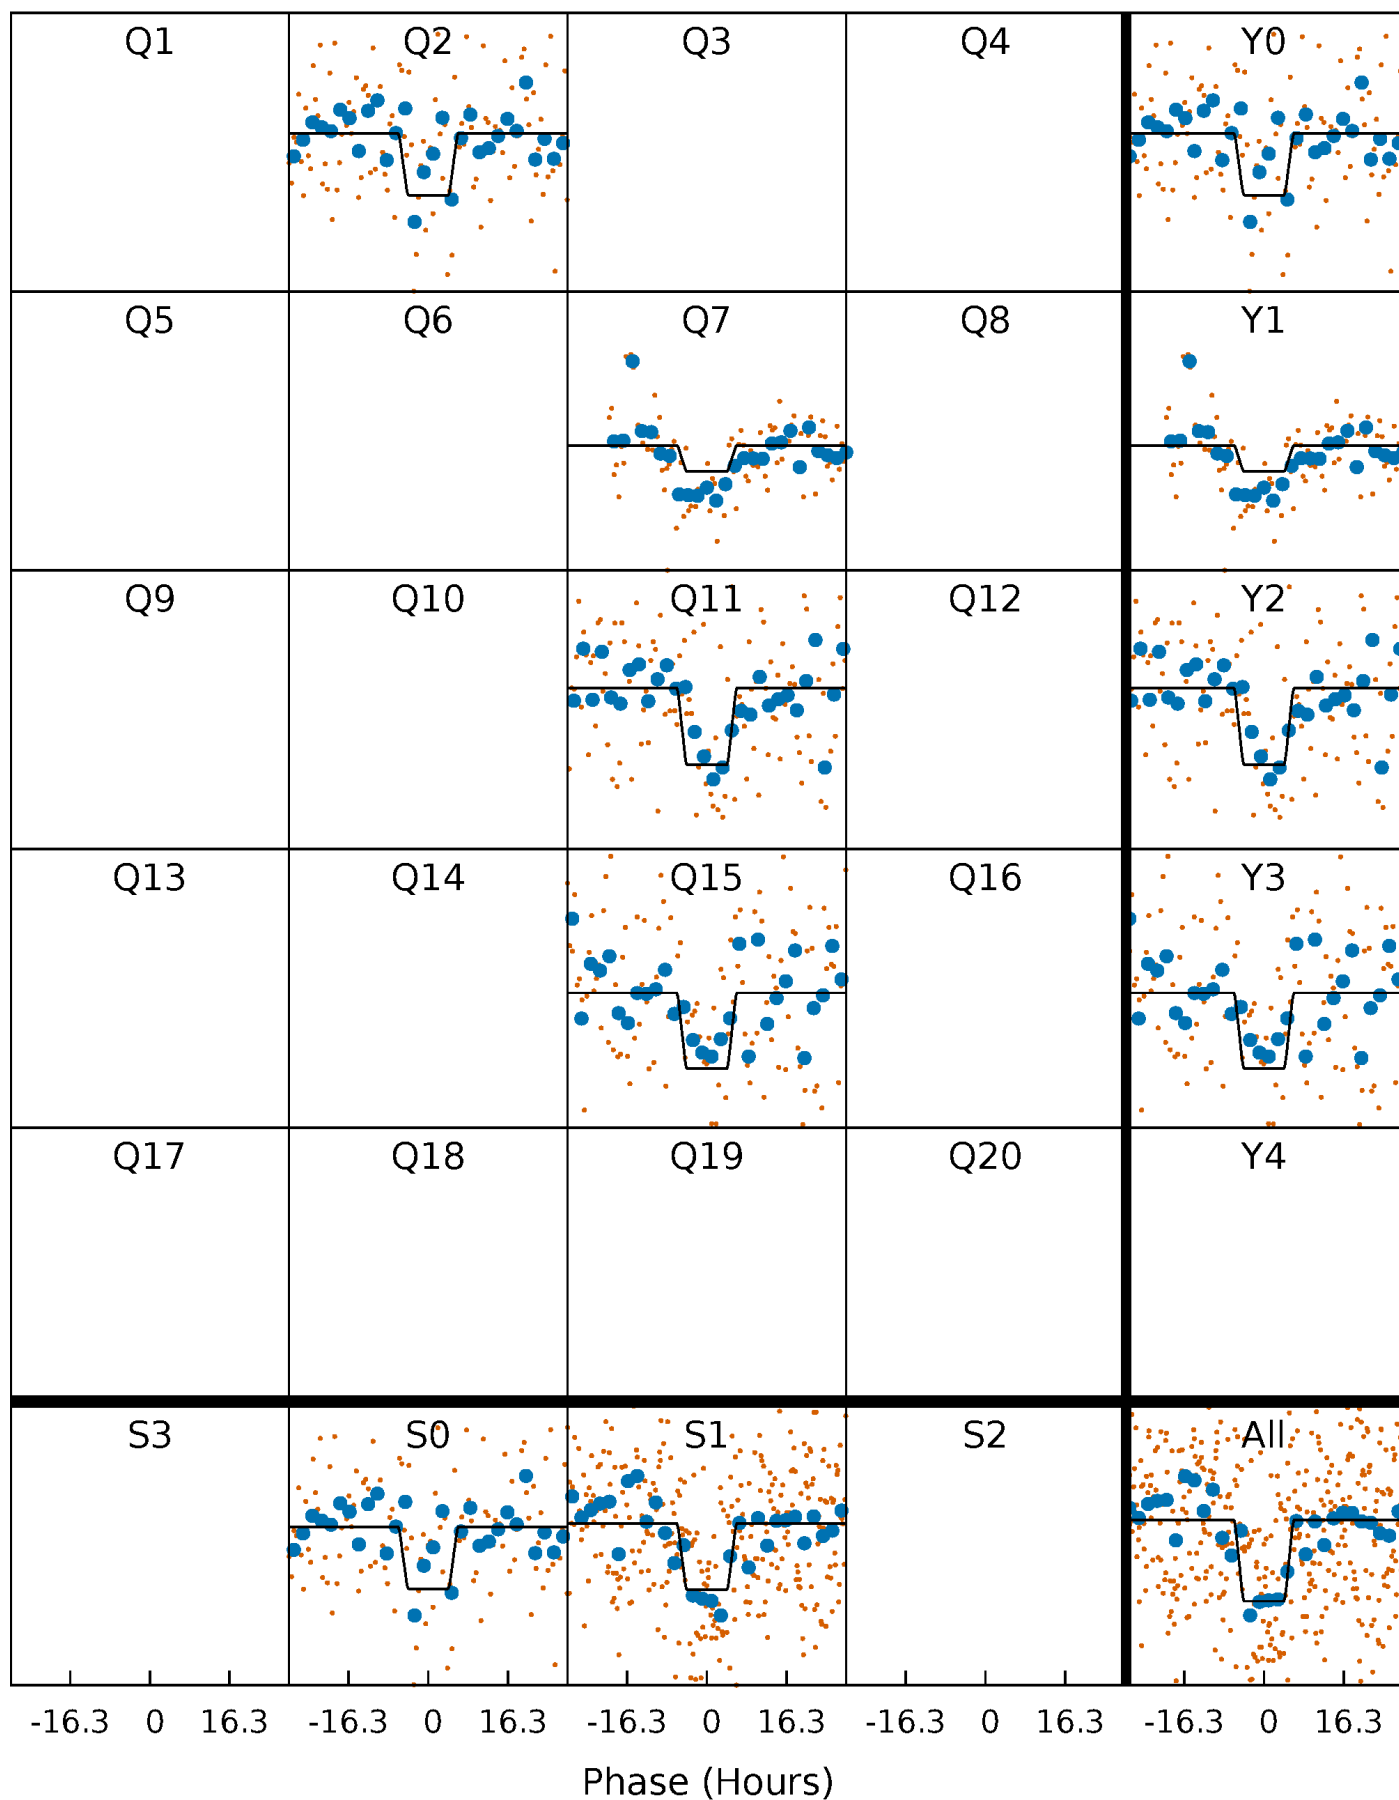 Q1 Q2 Q3 Q4 Y0
Q5 Q6 Q7 Q8 Y1
Q9 Q10 Q11 Q12 Y2
Q13 Q14 Q15 Q16 Y3
Q17 Q18 Q19 Q20 Y4
S3 S0 S1 S2 All
-16.3 0 16.3 -16.3 0 16.3 -16.3 0 16.3 -16.3 0 16.3 -16.3 0 16.3
Phase (Hours)